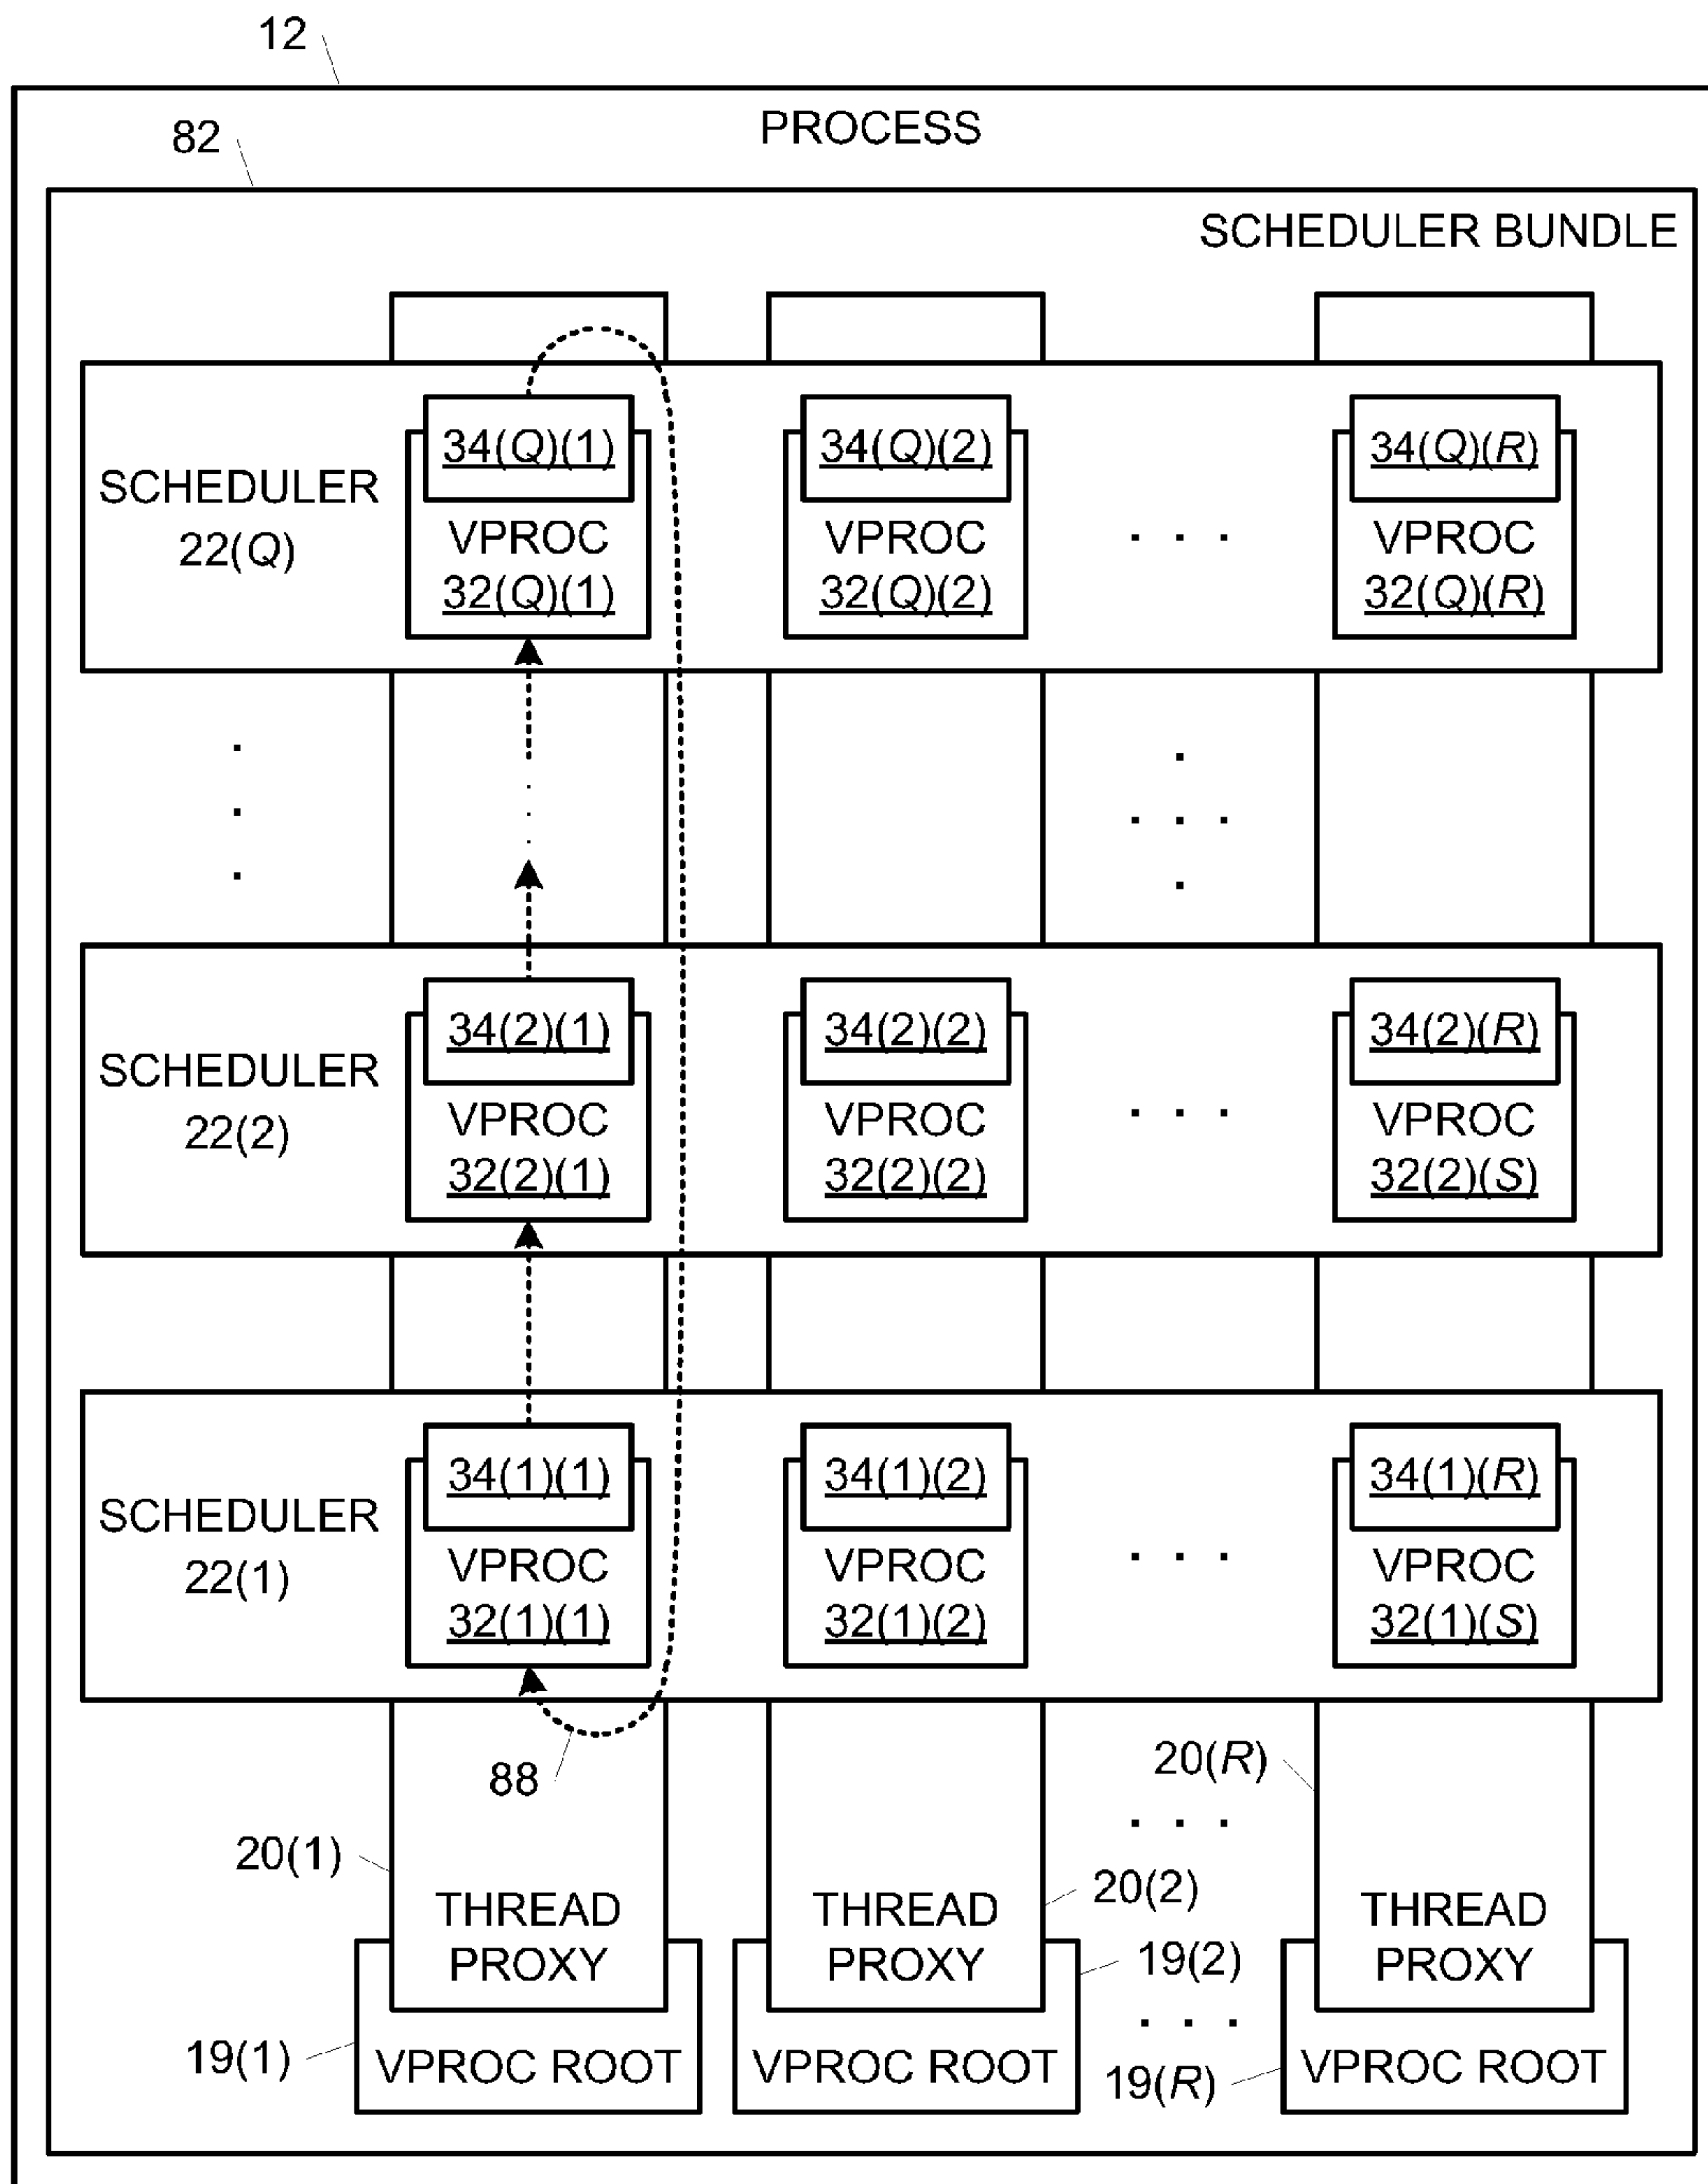 12
PROCESS
82
SCHEDULER BUNDLE
34(Q)(1) 34(Q)(2) 34(Q)(R)
SCHEDULER
22(Q)
VPROC VPROC . . . VPROC
32(Q)(1) 32(Q)(2) 32(Q)(R)
34(2)(1) 34(2)(2) 34(2)(R)
SCHEDULER
22(2)
VPROC VPROC . . . VPROC
32(2)(1) 32(2)(2) 32(2)(S)
34(1)(1) 34(1)(2) 34(1)(R)
SCHEDULER
22(1)
VPROC VPROC . . . VPROC
32(1)(1) 32(1)(2) 32(1)(S)
88
20(R)
. . .
20(1)
20(2)
THREAD THREAD THREAD
PROXY PROXY PROXY
19(2)
. . .
19(1)
VPROC ROOT VPROC ROOT VPROC ROOT
19(R)